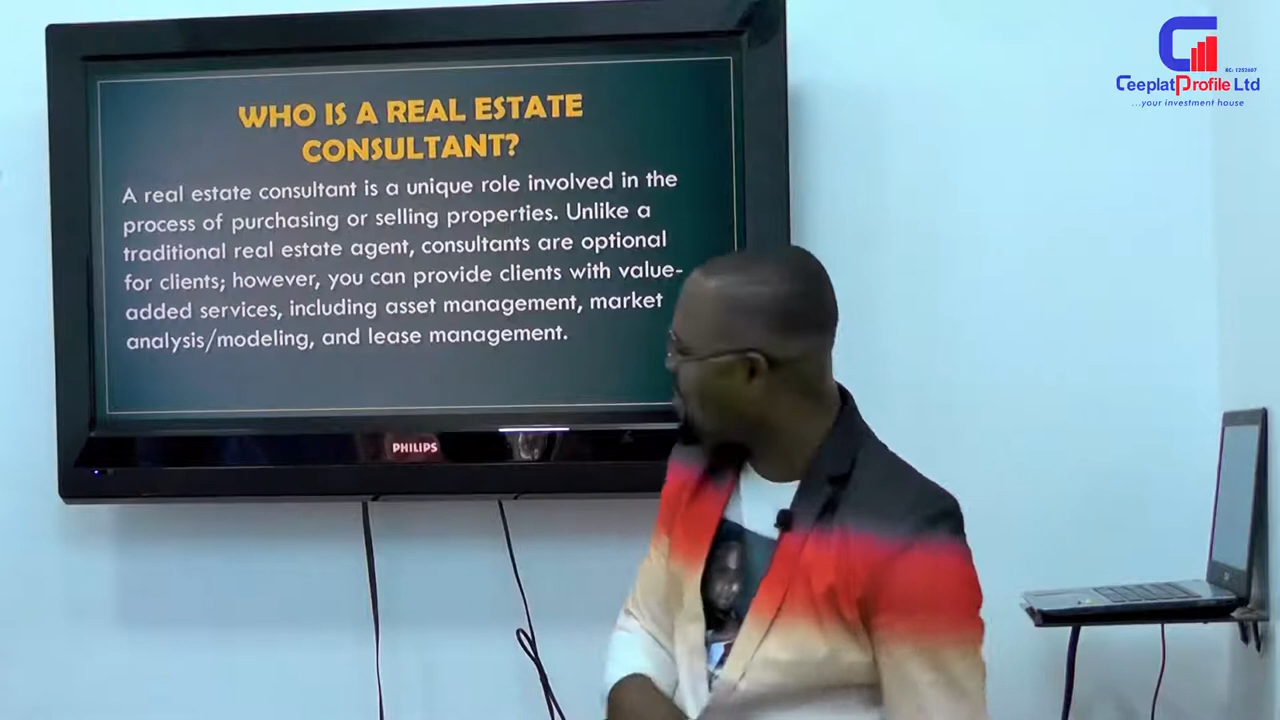 WHO IS A REAL ESTATE
CONSULTANT?
A real estate consultant is a unique role involved in the
process of purchasing or selling properties. Unlike a
traditional real estate agent, consultants are optional
for clients; however, you can provide clients with value-
added services, including asset management, market
analysis/modeling, and lease management.
PHILIPS
RC: 1252607
CeeplatProfile Ltd
...your investment house